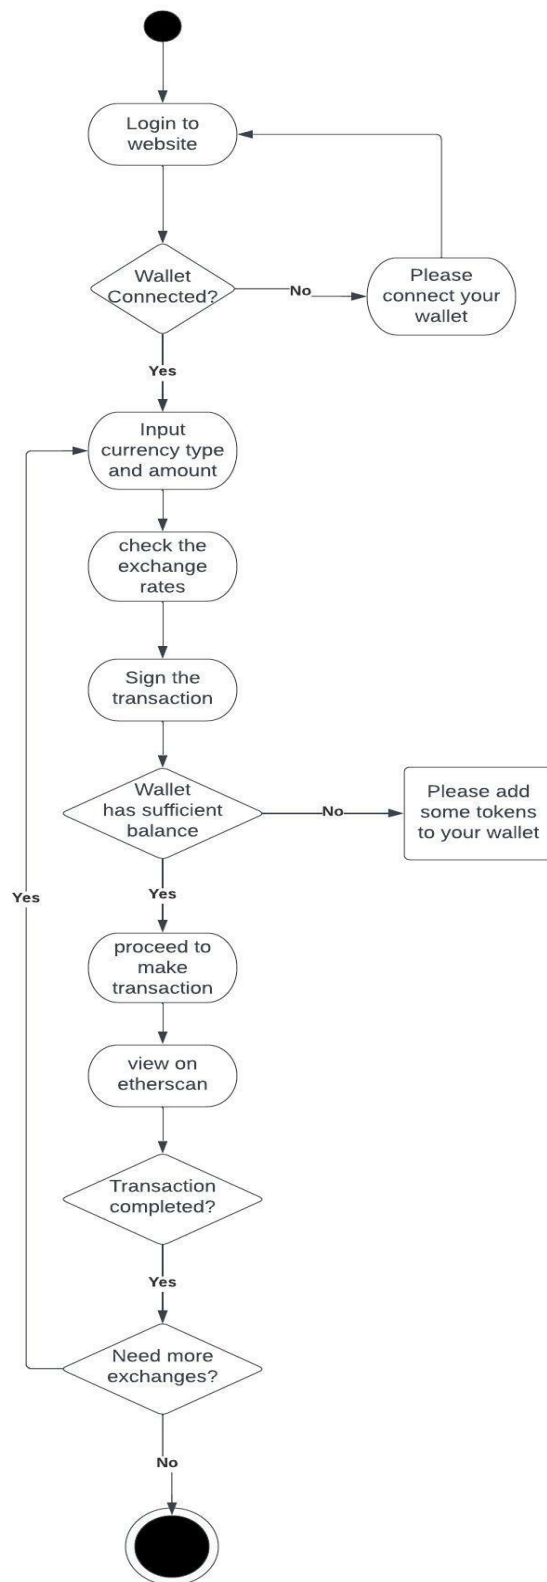 Login to
website
Wallet
Connected?
No
Please
connect your
wallet
Yes
Input
currency type
and amount
check the
exchange
rates
Sign the
transaction
Wallet
has sufficient
balance
No
Please add
some tokens
to your wallet
Yes
Yes
proceed to
make
transaction
view on
etherscan
Transaction
completed?
Yes
Need more
exchanges?
No